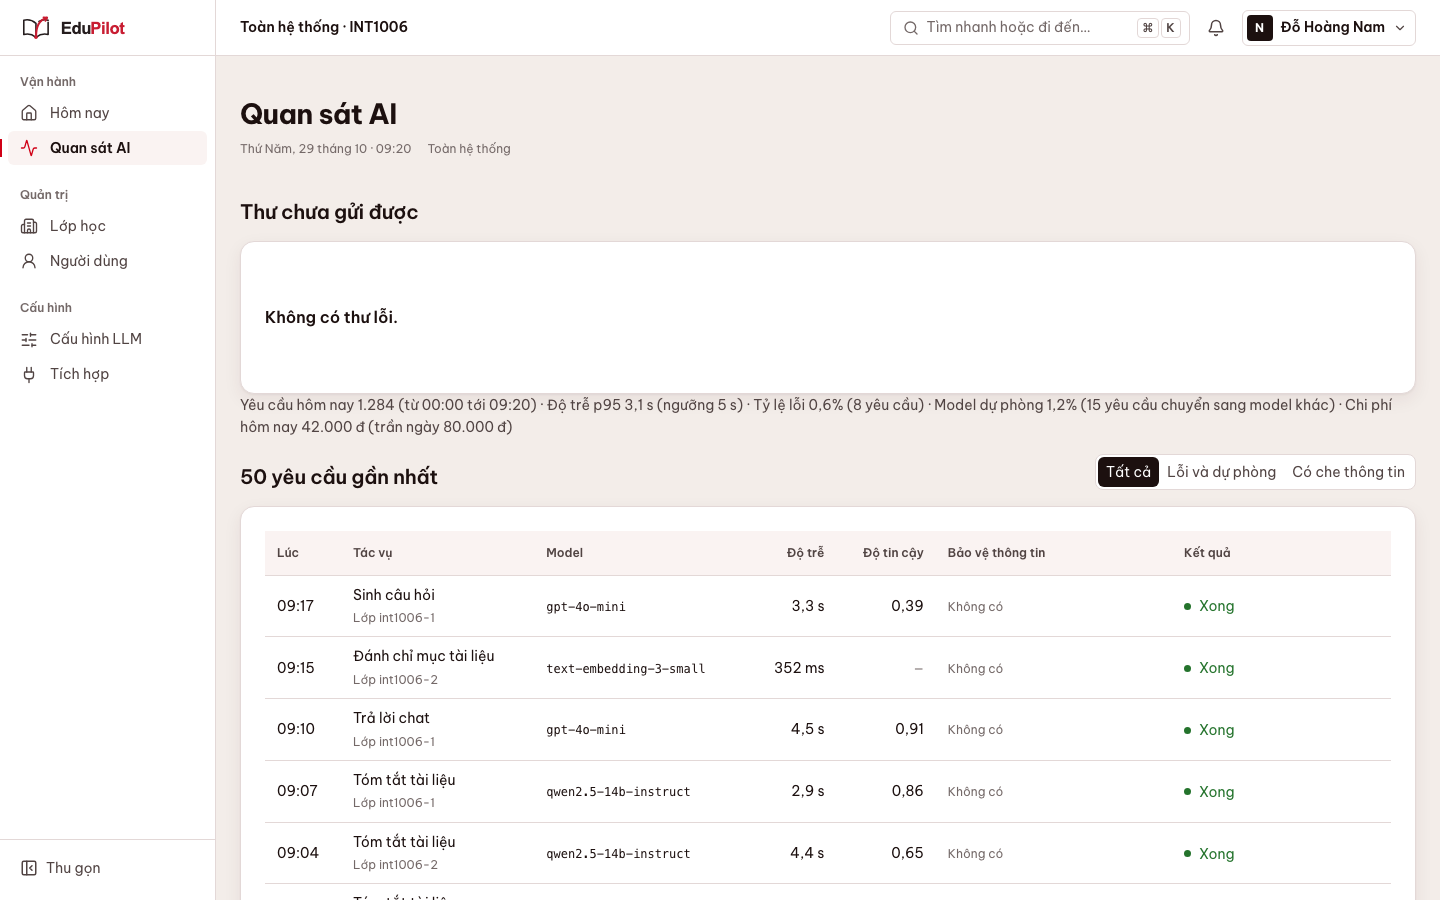 EduPilot
Toàn hệ thống · INT1006
Tìm nhanh hoặc đi đến...
⌘ K
N Đỗ Hoàng Nam
Vận hành
Hôm nay
Quan sát AI
Quản trị
Lớp học
Người dùng
Cấu hình
Cấu hình LLM
Tích hợp
Thu gọn
Quan sát AI
Thứ Năm, 29 tháng 10 · 09:20 Toàn hệ thống
Thư chưa gửi được
Không có thư lỗi.
Yêu cầu hôm nay 1.284 (từ 00:00 tới 09:20) · Độ trễ p95 3,1 s (ngưỡng 5 s) · Tỷ lệ lỗi 0,6% (8 yêu cầu) · Model dự phòng 1,2% (15 yêu cầu chuyển sang model khác) · Chi phí
hôm nay 42.000 đ (trần ngày 80.000 đ)
50 yêu cầu gần nhất
Tất cả Lỗi và dự phòng Có che thông tin
Lúc Tác vụ Model Độ trễ Độ tin cậy Bảo vệ thông tin Kết quả
09:17 Sinh câu hỏi gpt-4o-mini 3,3 s 0,39 Không có Xong
Lớp int1006-1
09:15 Đánh chỉ mục tài liệu text-embedding-3-small 352 ms – Không có Xong
Lớp int1006-2
09:10 Trả lời chat gpt-4o-mini 4,5 s 0,91 Không có Xong
Lớp int1006-1
09:07 Tóm tắt tài liệu qwen2.5-14b-instruct 2,9 s 0,86 Không có Xong
Lớp int1006-1
09:04 Tóm tắt tài liệu qwen2.5-14b-instruct 4,4 s 0,65 Không có Xong
Lớp int1006-2